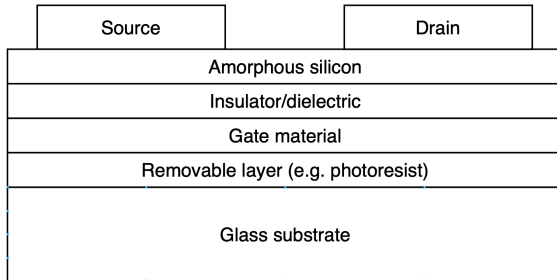 Source
Drain
Amorphous silicon
Insulator/dielectric
Gate material
Removable layer (e.g. photoresist)
Glass substrate